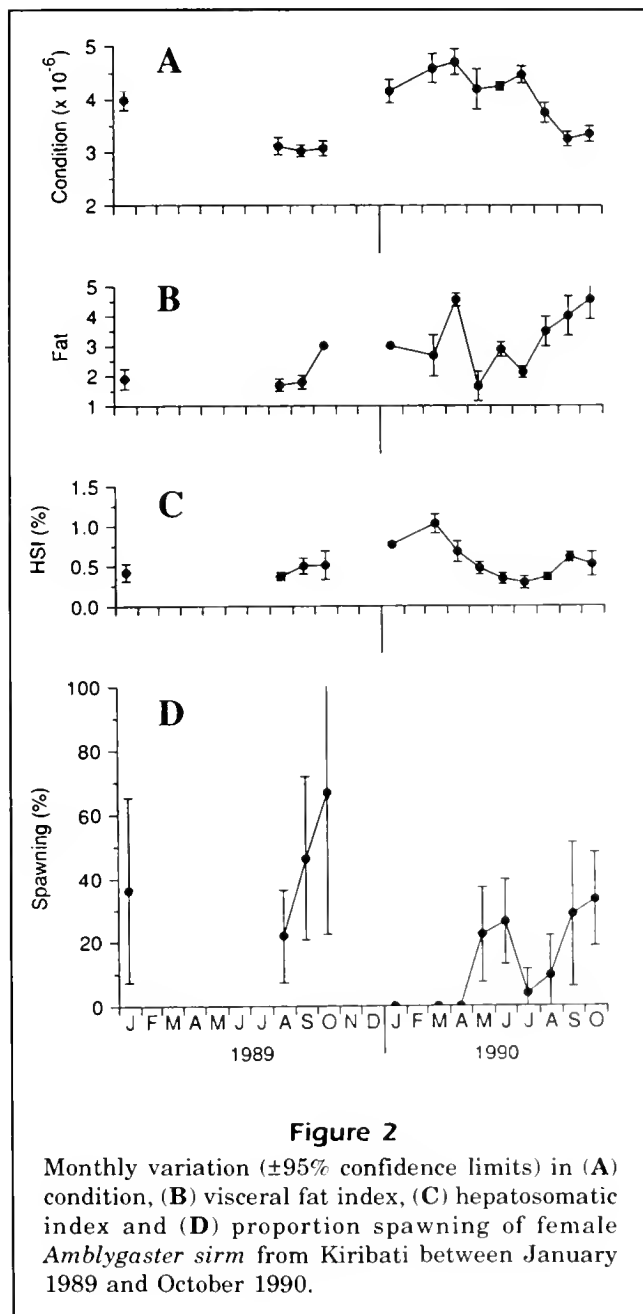 A
Condition (x 10-6)
5
4
3
2
B
Fat
5
4
3
2
1
C
HSI (%)
1.5
1.0
0.5
0.0
D
Spawning (%)
100
80
60
40
20
0
J F M A M J J A S O N D J F M A M J J A S O
1989 1990
Figure 2
Monthly variation (±95% confidence limits) in (A)
condition, (B) visceral fat index, (C) hepatosomatic
index and (D) proportion spawning of female
Amblygaster sirm from Kiribati between January
1989 and October 1990.